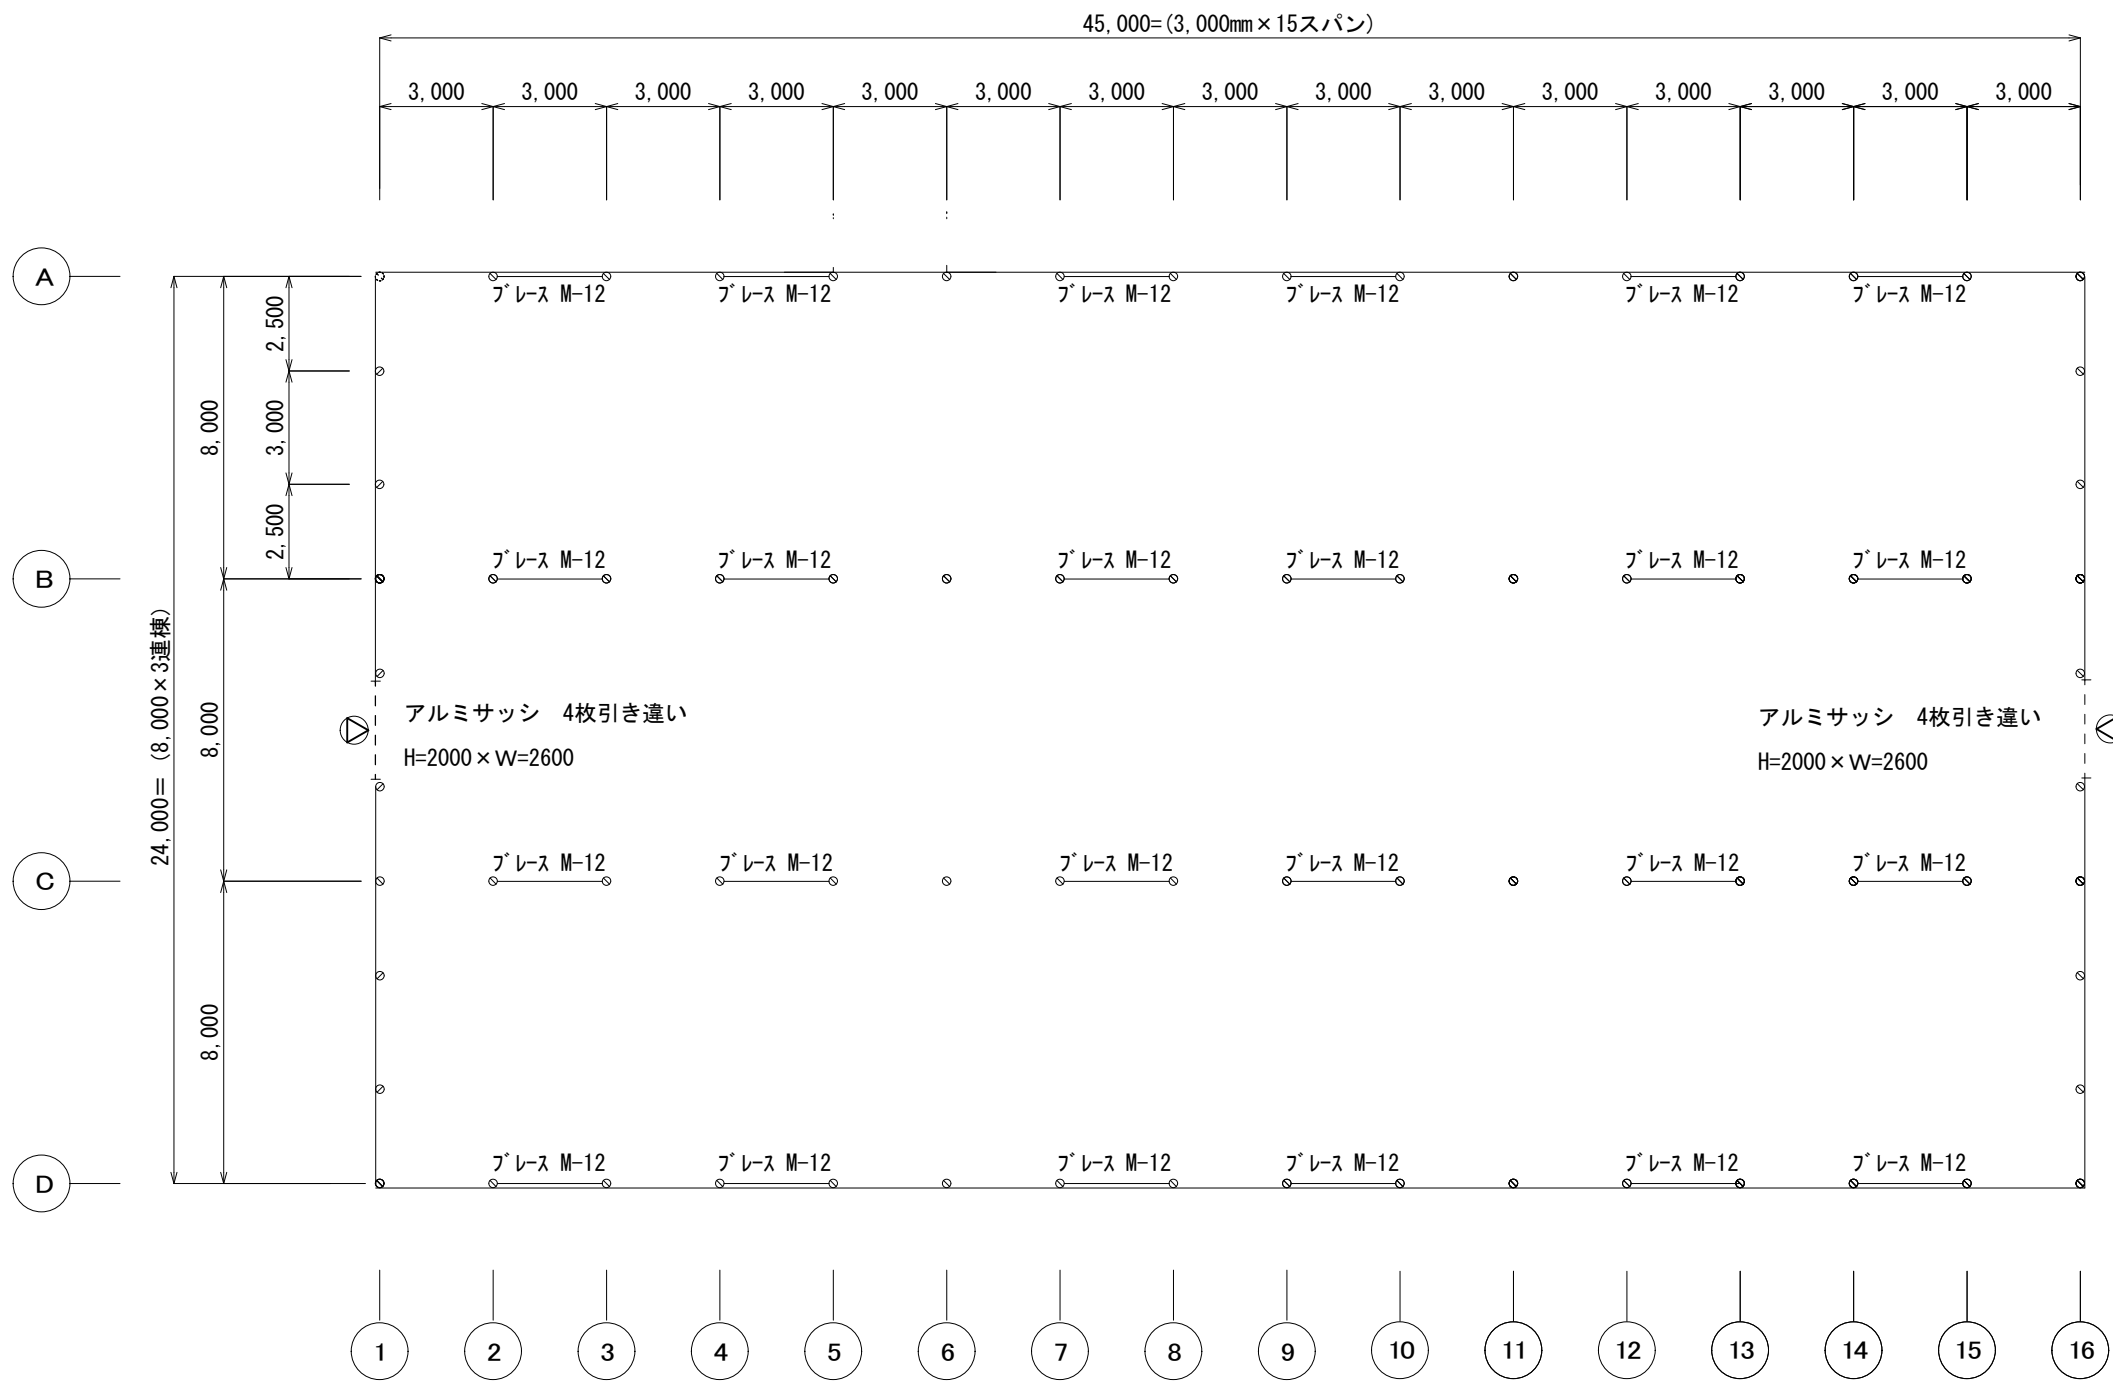 45,000=(3,000mm×15スパン)
3,000 3,000 3,000 3,000 3,000 3,000 3,000 3,000 3,000 3,000 3,000 3,000 3,000 3,000 3,000
A
ブレース M-12 ブレース M-12 ブレース M-12 ブレース M-12 ブレース M-12 ブレース M-12
2,500
8,000
3,000
2,500
B
ブレース M-12 ブレース M-12 ブレース M-12 ブレース M-12 ブレース M-12 ブレース M-12
24,000=(8,000×3連棟)
8,000
アルミサッシ 4枚引き違い
H=2000×W=2600
アルミサッシ 4枚引き違い
H=2000×W=2600
C
ブレース M-12 ブレース M-12 ブレース M-12 ブレース M-12 ブレース M-12 ブレース M-12
8,000
D
ブレース M-12 ブレース M-12 ブレース M-12 ブレース M-12 ブレース M-12 ブレース M-12
1 2 3 4 5 6 7 8 9 10 11 12 13 14 15 16